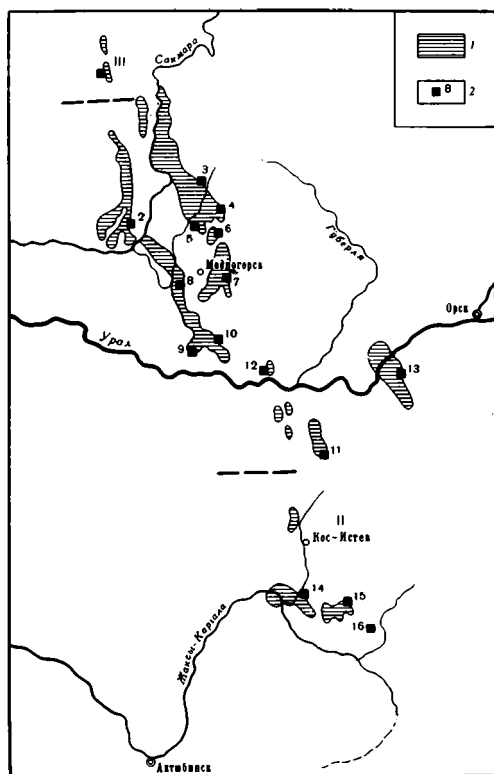 1
8 2
III
Сакмара
3
4
2
5
6
Губерля
Медногорск
8
7
Орск
Урал
10
9
12
13
11
II
Кос-Истек
14
15
16
Жаксы-Каргала
Актюбинск